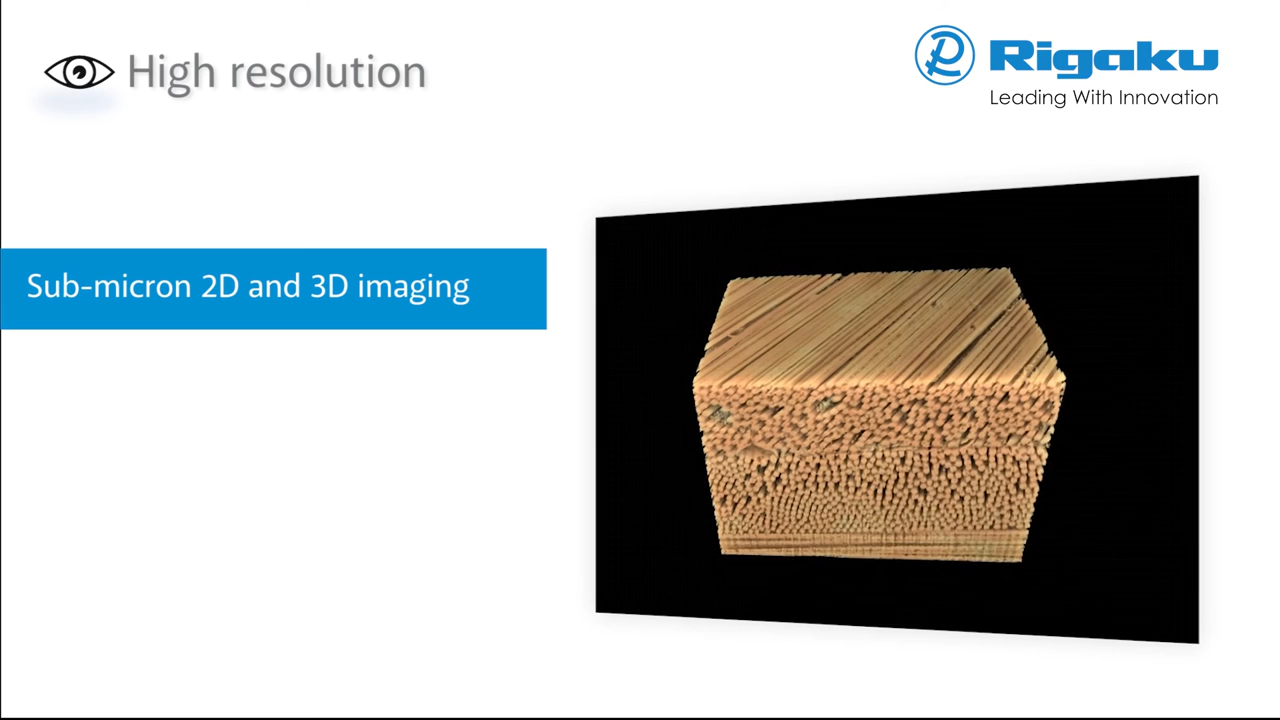 High resolution
Rigaku
Leading With Innovation
Sub-micron 2D and 3D imaging